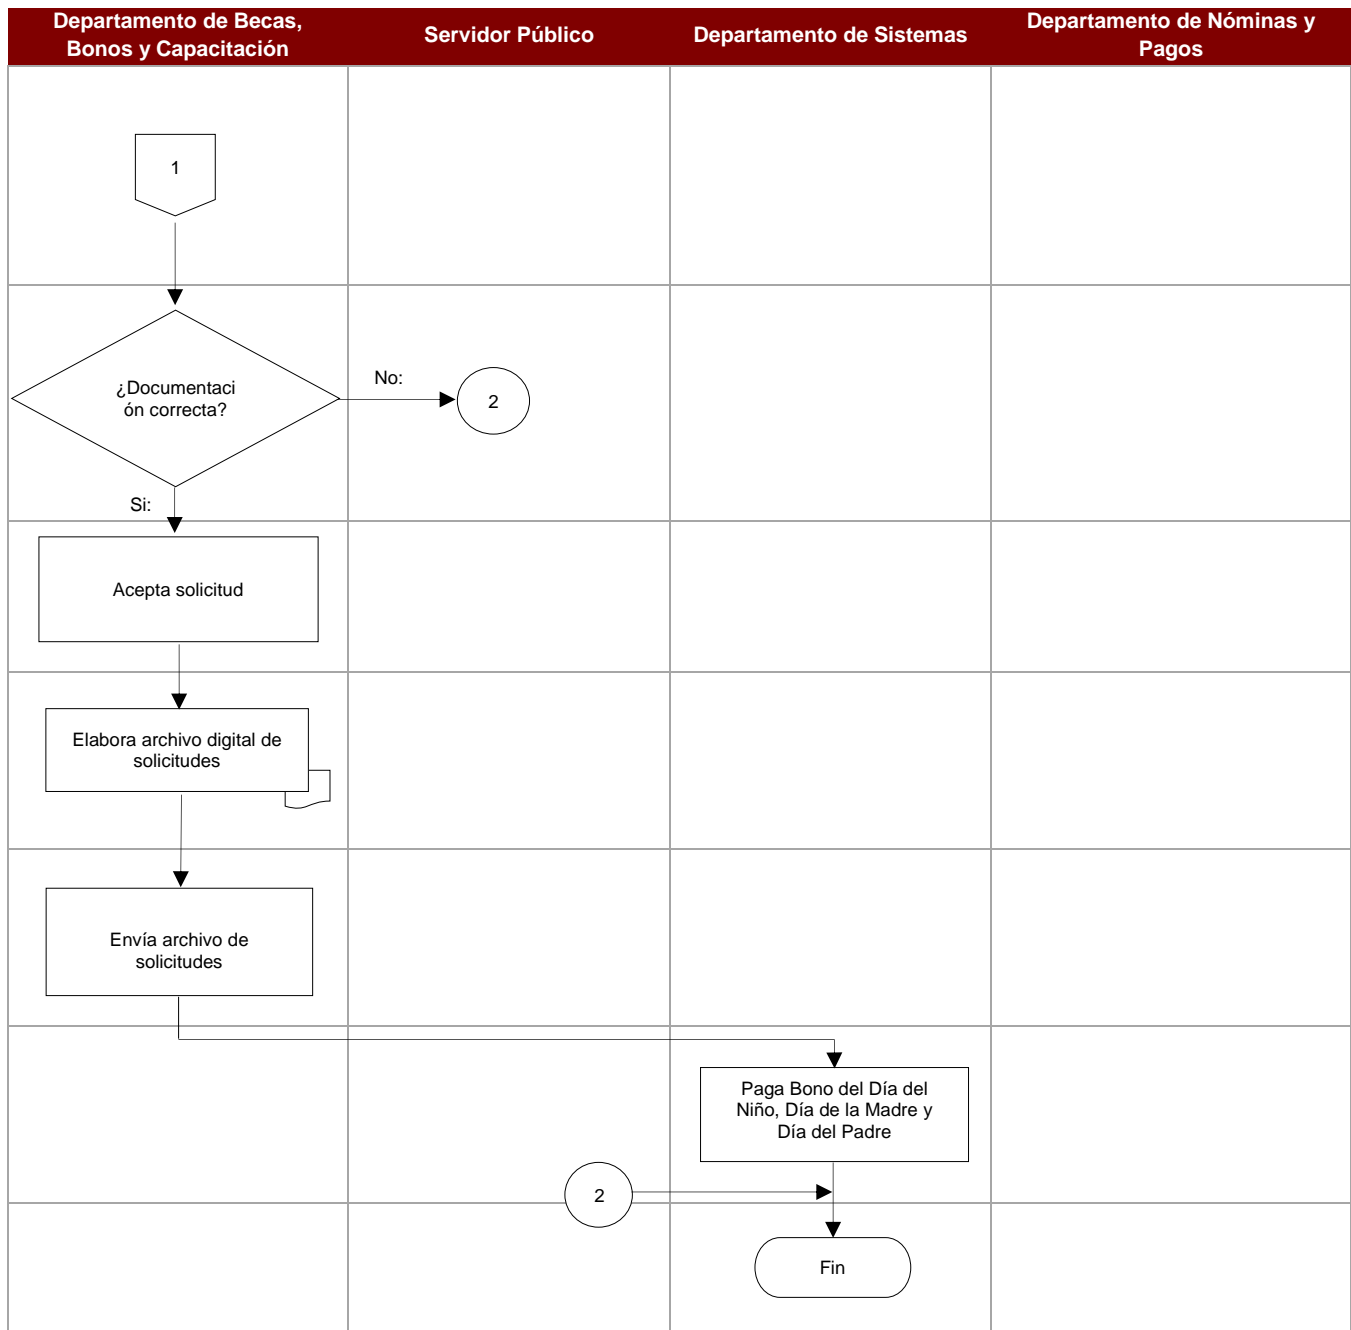 Departamento de Becas,
Bonos y Capacitación
Servidor Público
Departamento de Sistemas
Departamento de Nóminas y
Pagos
1
¿Documentaci
ón correcta?
No:
2
Si:
Acepta solicitud
Elabora archivo digital de
solicitudes
Envía archivo de
solicitudes
Paga Bono del Día del
Niño, Día de la Madre y
Día del Padre
2
Fin